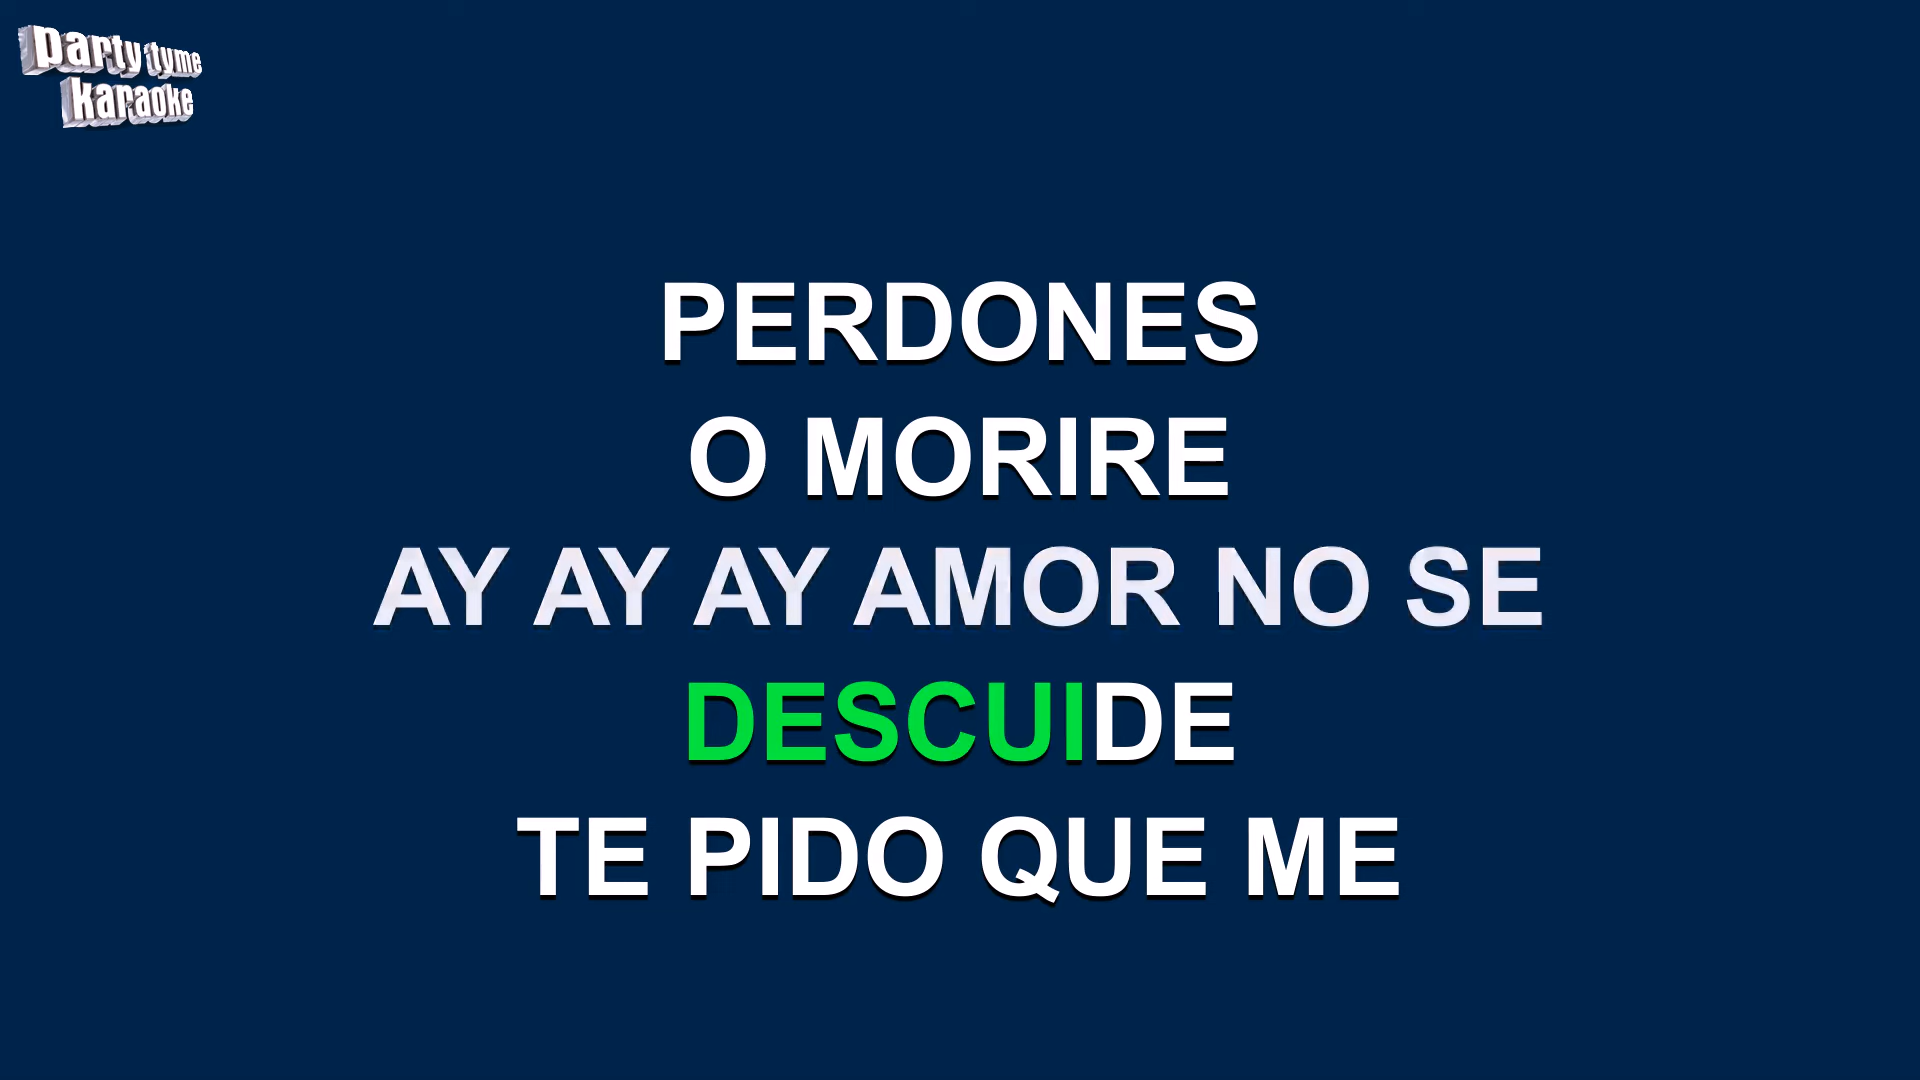 party tyme
karaoke
PERDONES
O MORIRE
AY AY AY AMOR NO SE
DESCUIDE
TE PIDO QUE ME